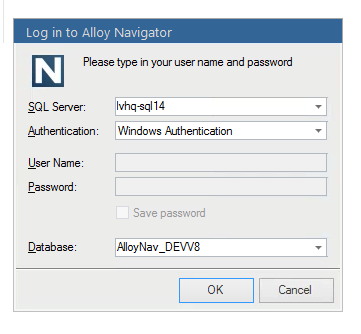 Log in to Alloy Navigator
N
Please type in your user name and password
SQL Server: lvhq-sql14
Authentication: Windows Authentication
User Name:
Password:
Save password
Database: AlloyNav_DEVV8
OK Cancel